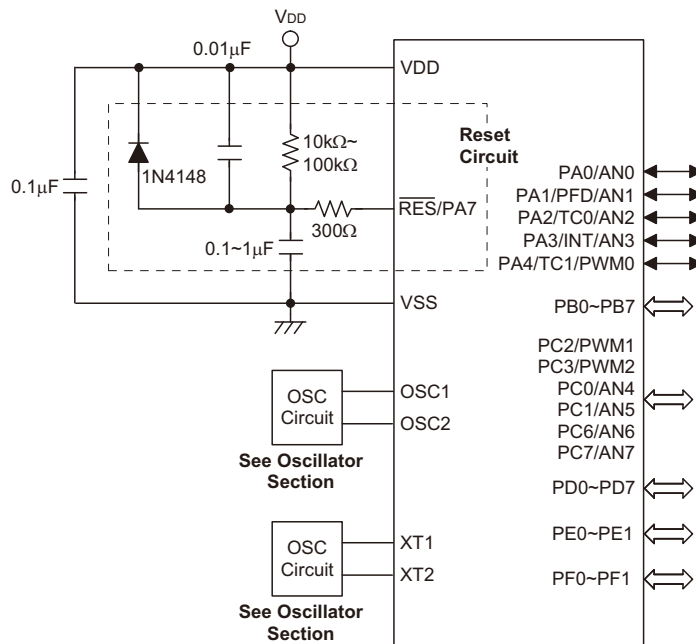 VDD
0.01μF
VDD
10kΩ~
100kΩ
Reset
Circuit
1N4148
0.1μF
RES/PA7
300Ω
0.1~1μF
VSS
OSC
Circuit
OSC1
OSC2
See Oscillator
Section
OSC
Circuit
XT1
XT2
See Oscillator
Section
PA0/AN0
PA1/PFD/AN1
PA2/TC0/AN2
PA3/INT/AN3
PA4/TC1/PWM0
PB0~PB7
PC2/PWM1
PC3/PWM2
PC0/AN4
PC1/AN5
PC6/AN6
PC7/AN7
PD0~PD7
PE0~PE1
PF0~PF1